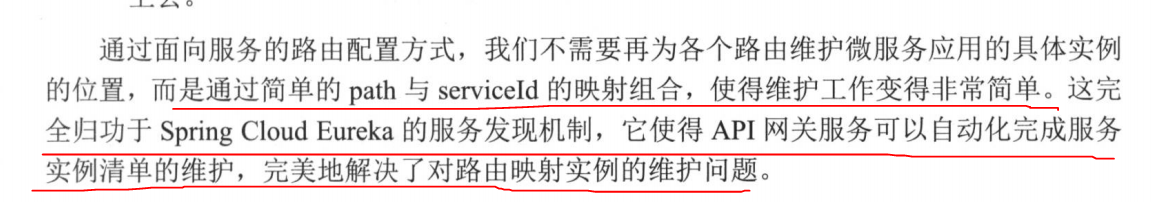 通过面向服务的路由配置方式，我们不需要再为各个路由维护微服务应用的具体实例
的位置，而是通过简单的 path 与 serviceId 的映射组合，使得维护工作变得非常简单。这完
全归功于 Spring Cloud Eureka 的服务发现机制，它使得 API 网关服务可以自动化完成服务
实例清单的维护，完美地解决了对路由映射实例的维护问题。